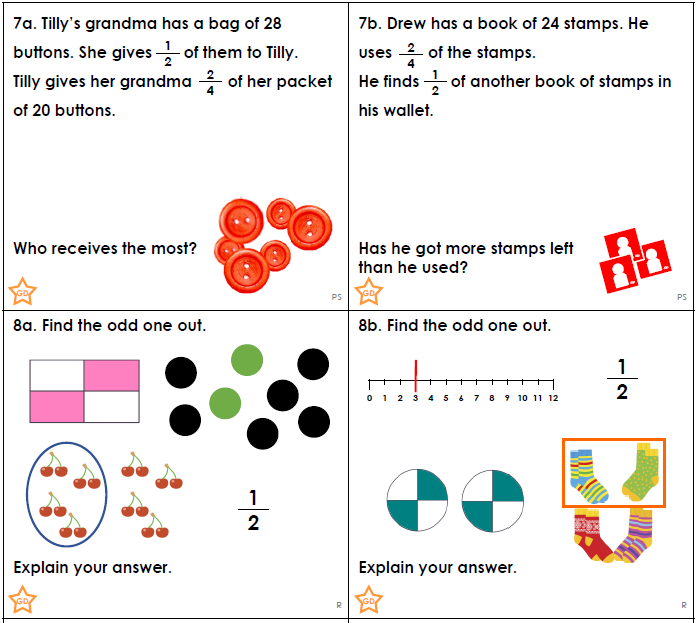 7a. Tilly's grandma has a bag of 28
buttons. She gives 1/2 of them to Tilly.
Tilly gives her grandma 2/4 of her packet
of 20 buttons.
Who receives the most?
GD
PS
7b. Drew has a book of 24 stamps. He
uses 2/4 of the stamps.
He finds 1/2 of another book of stamps in
his wallet.
Has he got more stamps left
than he used?
GD
PS
8a. Find the odd one out.
1/2
Explain your answer.
GD
R
8b. Find the odd one out.
0 1 2 3 4 5 6 7 8 9 10 11 12
1/2
Explain your answer.
GD
R